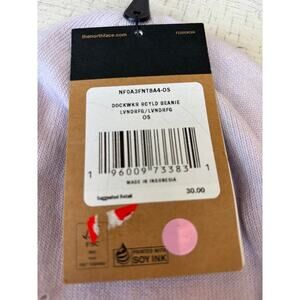 thenorthface.com
NF0A3FNT8A4-OS
DOCKWKR RCYLD BEANIE
LVNDRFG/LVNDRFG
OS
1 96009 73383 1
MADE IN INDONESIA
Suggested Retail
30.00
PRINTED WITH
SOY INK